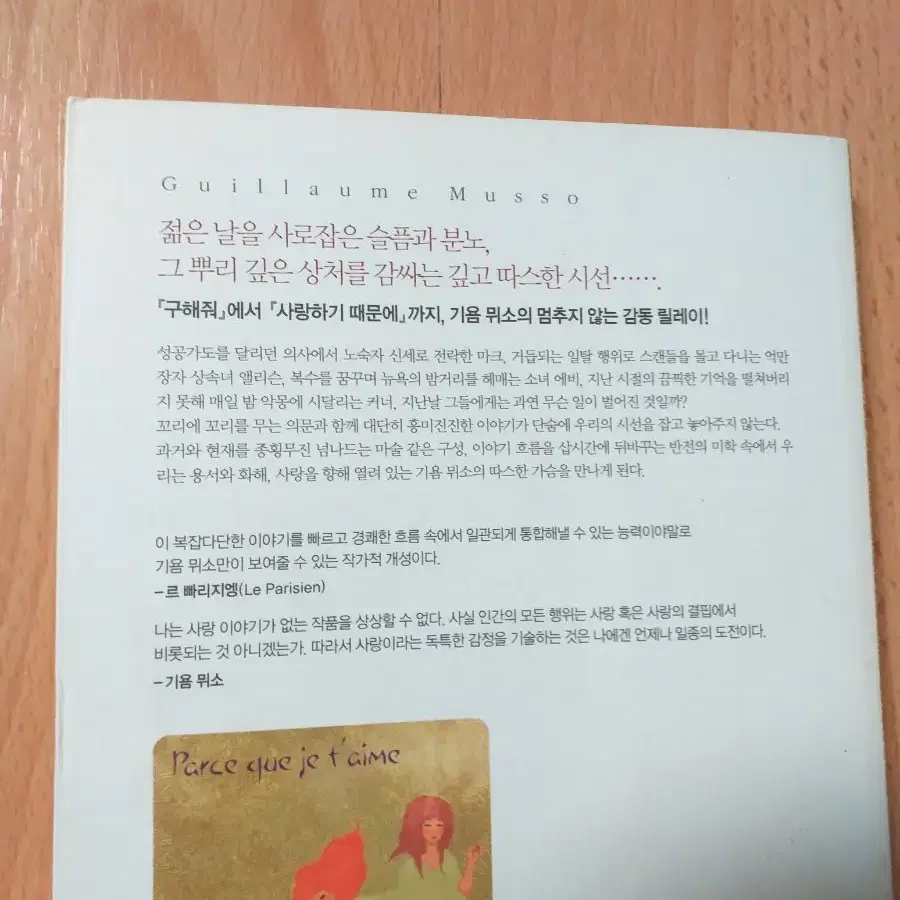 Guillaume Musso
젊은 날을 사로잡은 슬픔과 분노,
그 뿌리 깊은 상처를 감싸는 깊고 따스한 시선…….
『구해줘』에서 『사랑하기 때문에』까지, 기욤 뮈소의 멈추지 않는 감동 릴레이!
성공가도를 달리던 의사에서 노숙자 신세로 전락한 마크, 거듭되는 일탈 행위로 스캔들을 몰고 다니는 억만
장자 상속녀 앨리슨, 복수를 꿈꾸며 뉴욕의 밤거리를 헤매는 소녀 에비, 지난 시절의 끔찍한 기억을 떨쳐버리
지 못해 매일 밤 악몽에 시달리는 커너, 지난날 그들에게는 과연 무슨 일이 벌어진 것일까?
꼬리에 꼬리를 무는 의문과 함께 대단히 흥미진진한 이야기가 단숨에 우리의 시선을 잡고 놓아주지 않는다.
과거와 현재를 종횡무진 넘나드는 마술 같은 구성, 이야기 흐름을 삽시간에 뒤바꾸는 반전의 미학 속에서 우
리는 용서와 화해, 사랑을 향해 열려 있는 기욤 뮈소의 따스한 가슴을 만나게 된다.
이 복잡다단한 이야기를 빠르고 경쾌한 흐름 속에서 일관되게 통합해낼 수 있는 능력이야말로
기욤 뮈소만이 보여줄 수 있는 작가적 개성이다.
–르 빠리지엥(Le Parisien)
나는 사랑 이야기가 없는 작품을 상상할 수 없다. 사실 인간의 모든 행위는 사랑 혹은 사랑의 결핍에서
비롯되는 것 아니겠는가. 따라서 사랑이라는 독특한 감정을 기술하는 것은 나에겐 언제나 일종의 도전이다.
–기욤 뮈소
Parce que je t'aime